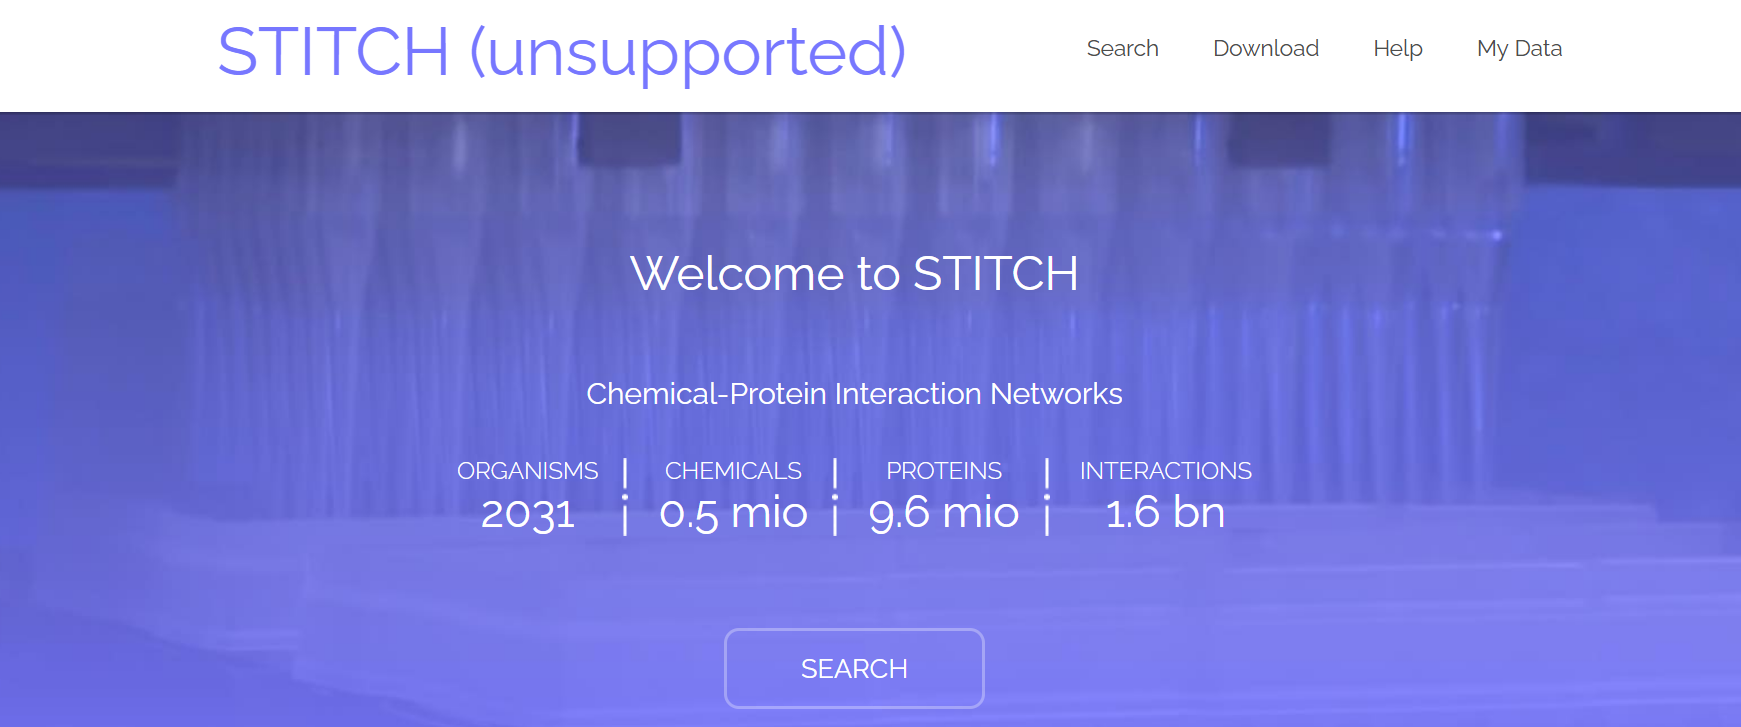 STITCH (unsupported)
Search Download Help My Data
Welcome to STITCH
Chemical-Protein Interaction Networks
ORGANISMS CHEMICALS PROTEINS INTERACTIONS
2031 0.5 mio 9.6 mio 1.6 bn
SEARCH